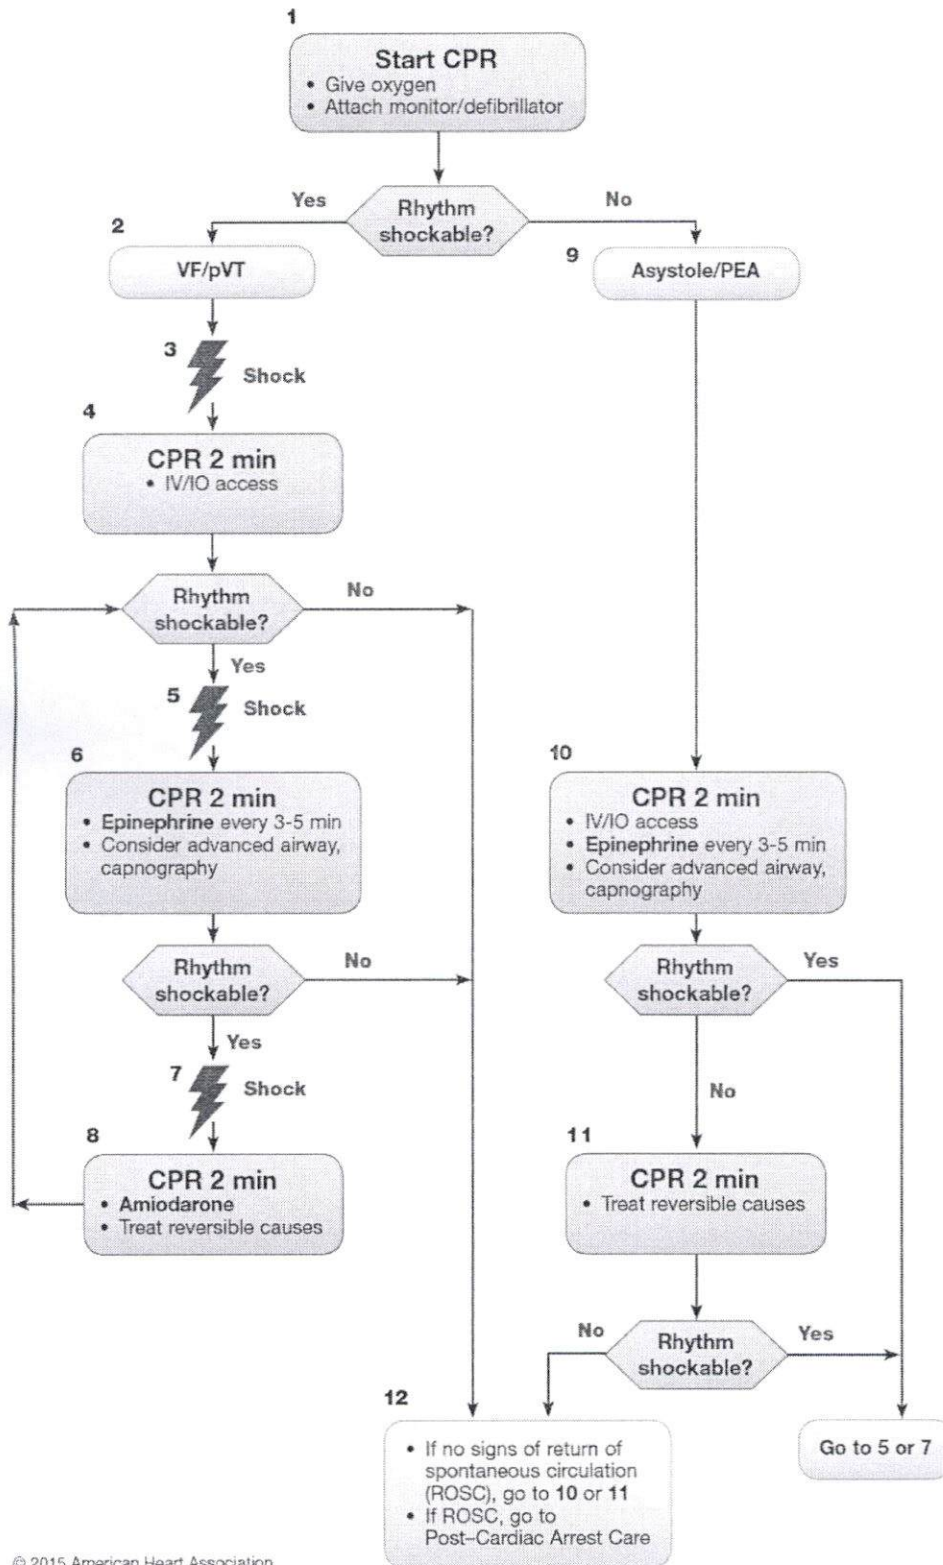 1
Start CPR
• Give oxygen
• Attach monitor/defibrillator
Rhythm
shockable?
Yes
No
2
VF/pVT
9
Asystole/PEA
3
Shock
4
CPR 2 min
• IV/IO access
Rhythm
shockable?
No
Yes
5
Shock
6
CPR 2 min
• Epinephrine every 3-5 min
• Consider advanced airway,
capnography
Rhythm
shockable?
No
Yes
7
Shock
8
CPR 2 min
• Amiodarone
• Treat reversible causes
10
CPR 2 min
• IV/IO access
• Epinephrine every 3-5 min
• Consider advanced airway,
capnography
Rhythm
shockable?
Yes
No
11
CPR 2 min
• Treat reversible causes
Rhythm
shockable?
No
Yes
12
• If no signs of return of
spontaneous circulation
(ROSC), go to 10 or 11
• If ROSC, go to
Post–Cardiac Arrest Care
Go to 5 or 7
© 2015 American Heart Association